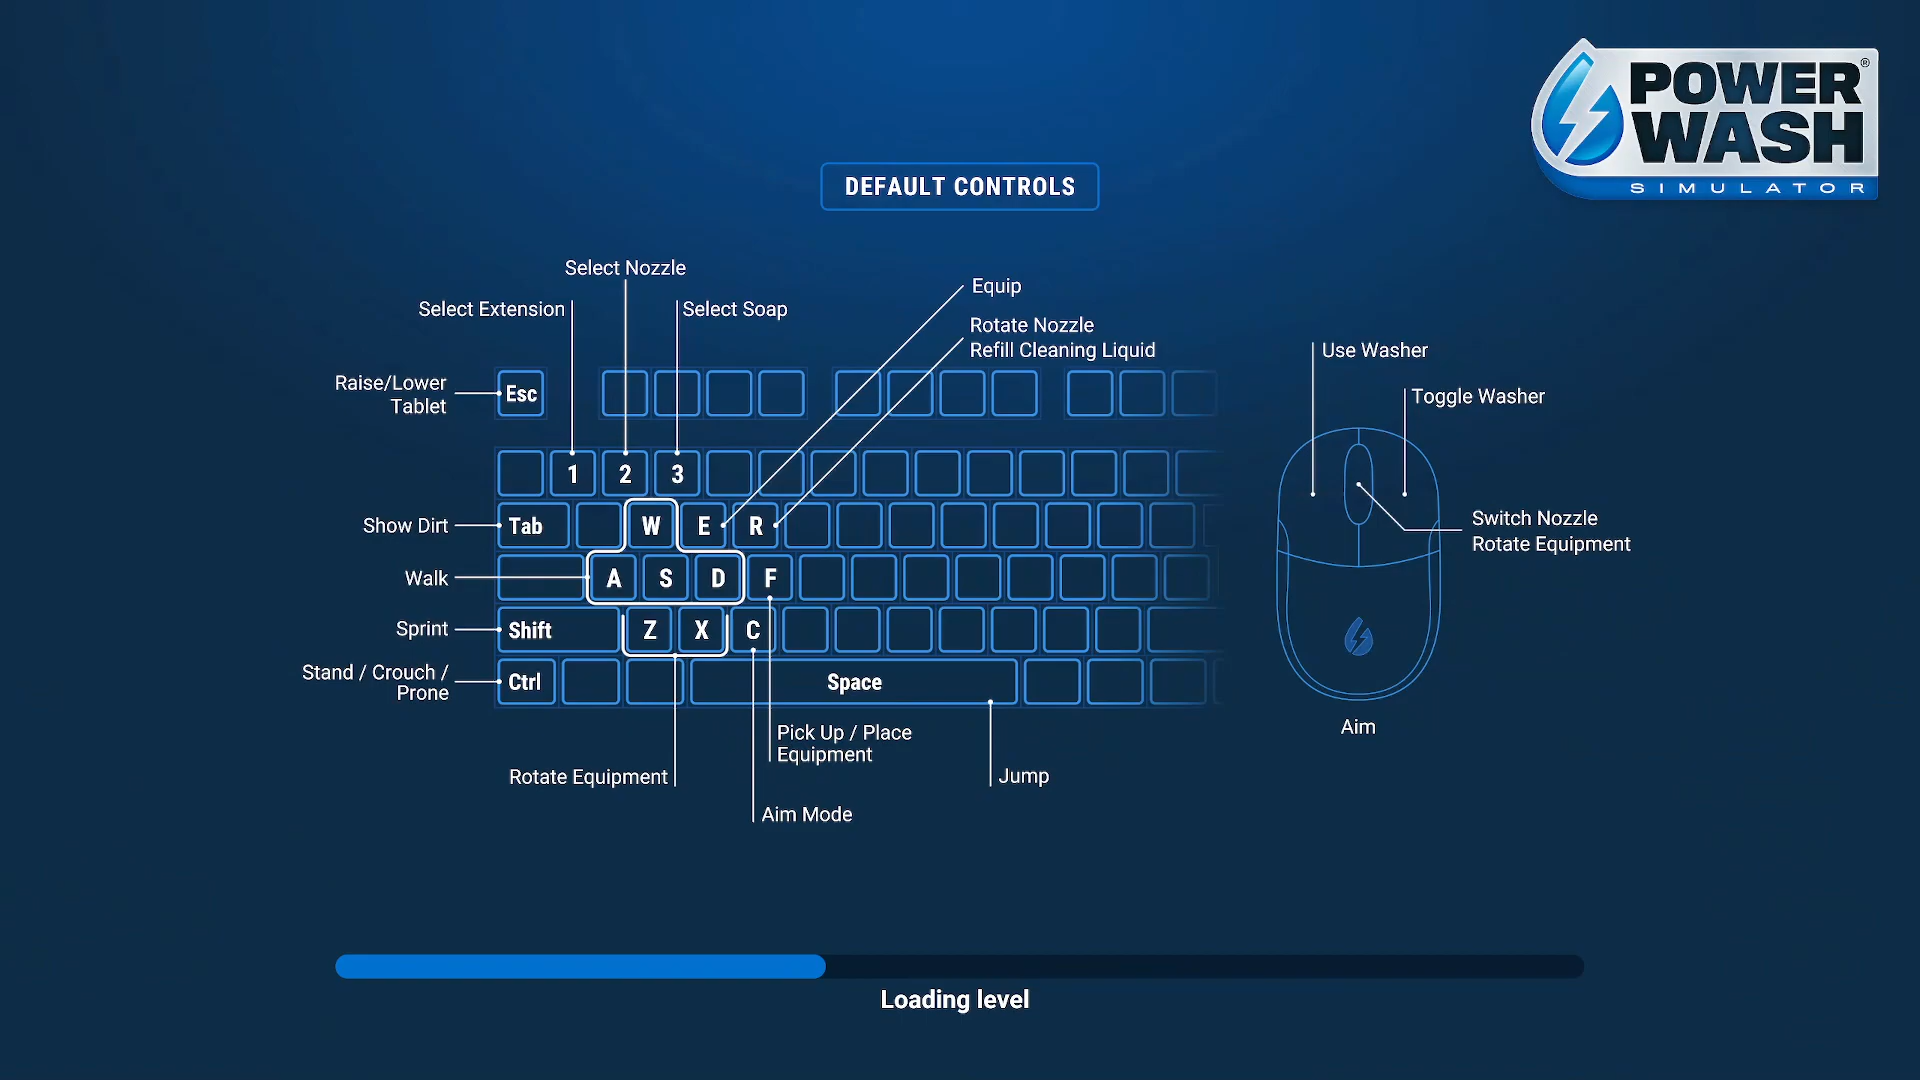 POWER®
WASH
SIMULATOR
DEFAULT CONTROLS
Select Nozzle
Select Extension
Select Soap
Equip
Rotate Nozzle
Refill Cleaning Liquid
Use Washer
Toggle Washer
Raise/Lower
Tablet
Esc
1 2 3
Show Dirt
Tab W E R
Switch Nozzle
Rotate Equipment
Walk
A S D F
Sprint
Shift Z X C
Stand / Crouch /
Prone
Ctrl Space
Aim
Pick Up / Place
Equipment
Rotate Equipment
Jump
Aim Mode
Loading level